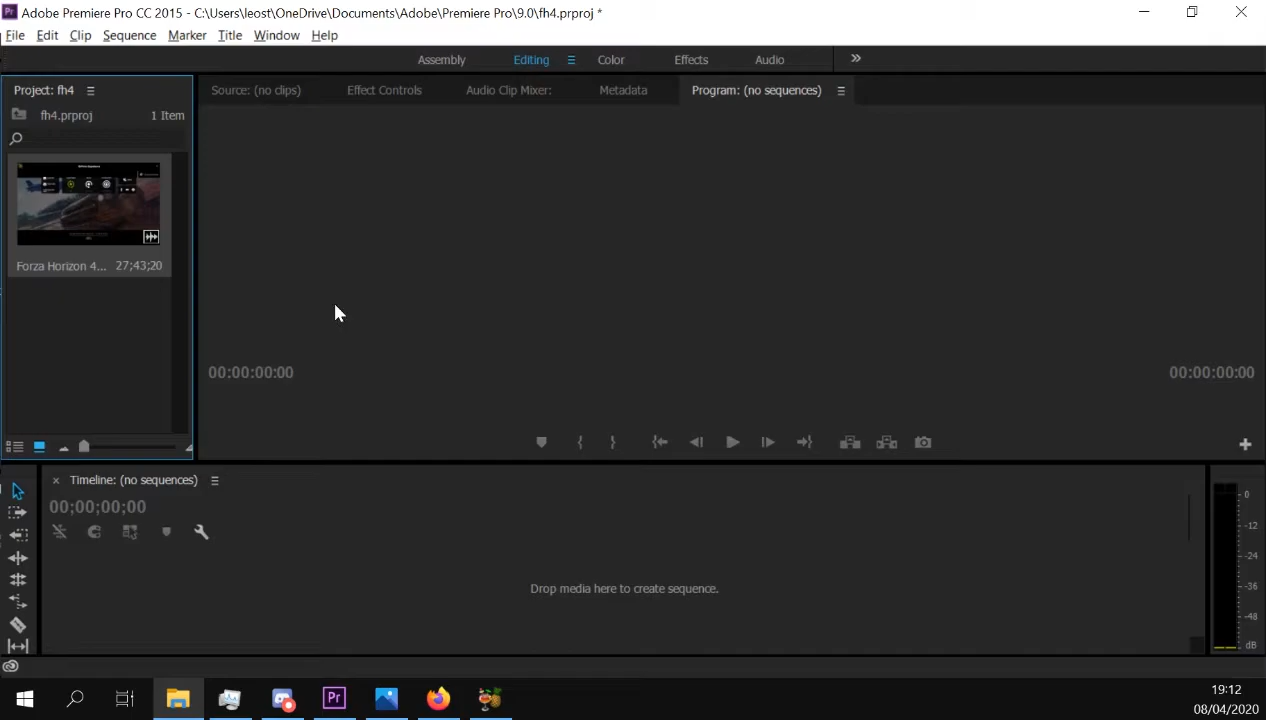 Adobe Premiere Pro CC 2015 - C:\Users\leost\OneDrive\Documents\Adobe\Premiere Pro\9.0\fh4.prproj *
File Edit Clip Sequence Marker Title Window Help
Assembly Editing Color Effects Audio
Project: fh4
Source: (no clips) Effect Controls Audio Clip Mixer: Metadata Program: (no sequences)
fh4.prproj 1 Item
Forza Horizon 4... 27;43;20
00:00:00:00 00:00:00:00
Timeline: (no sequences)
00;00;00;00
Drop media here to create sequence.
0
-12
-24
-36
-48
dB
Pr
19:12
08/04/2020